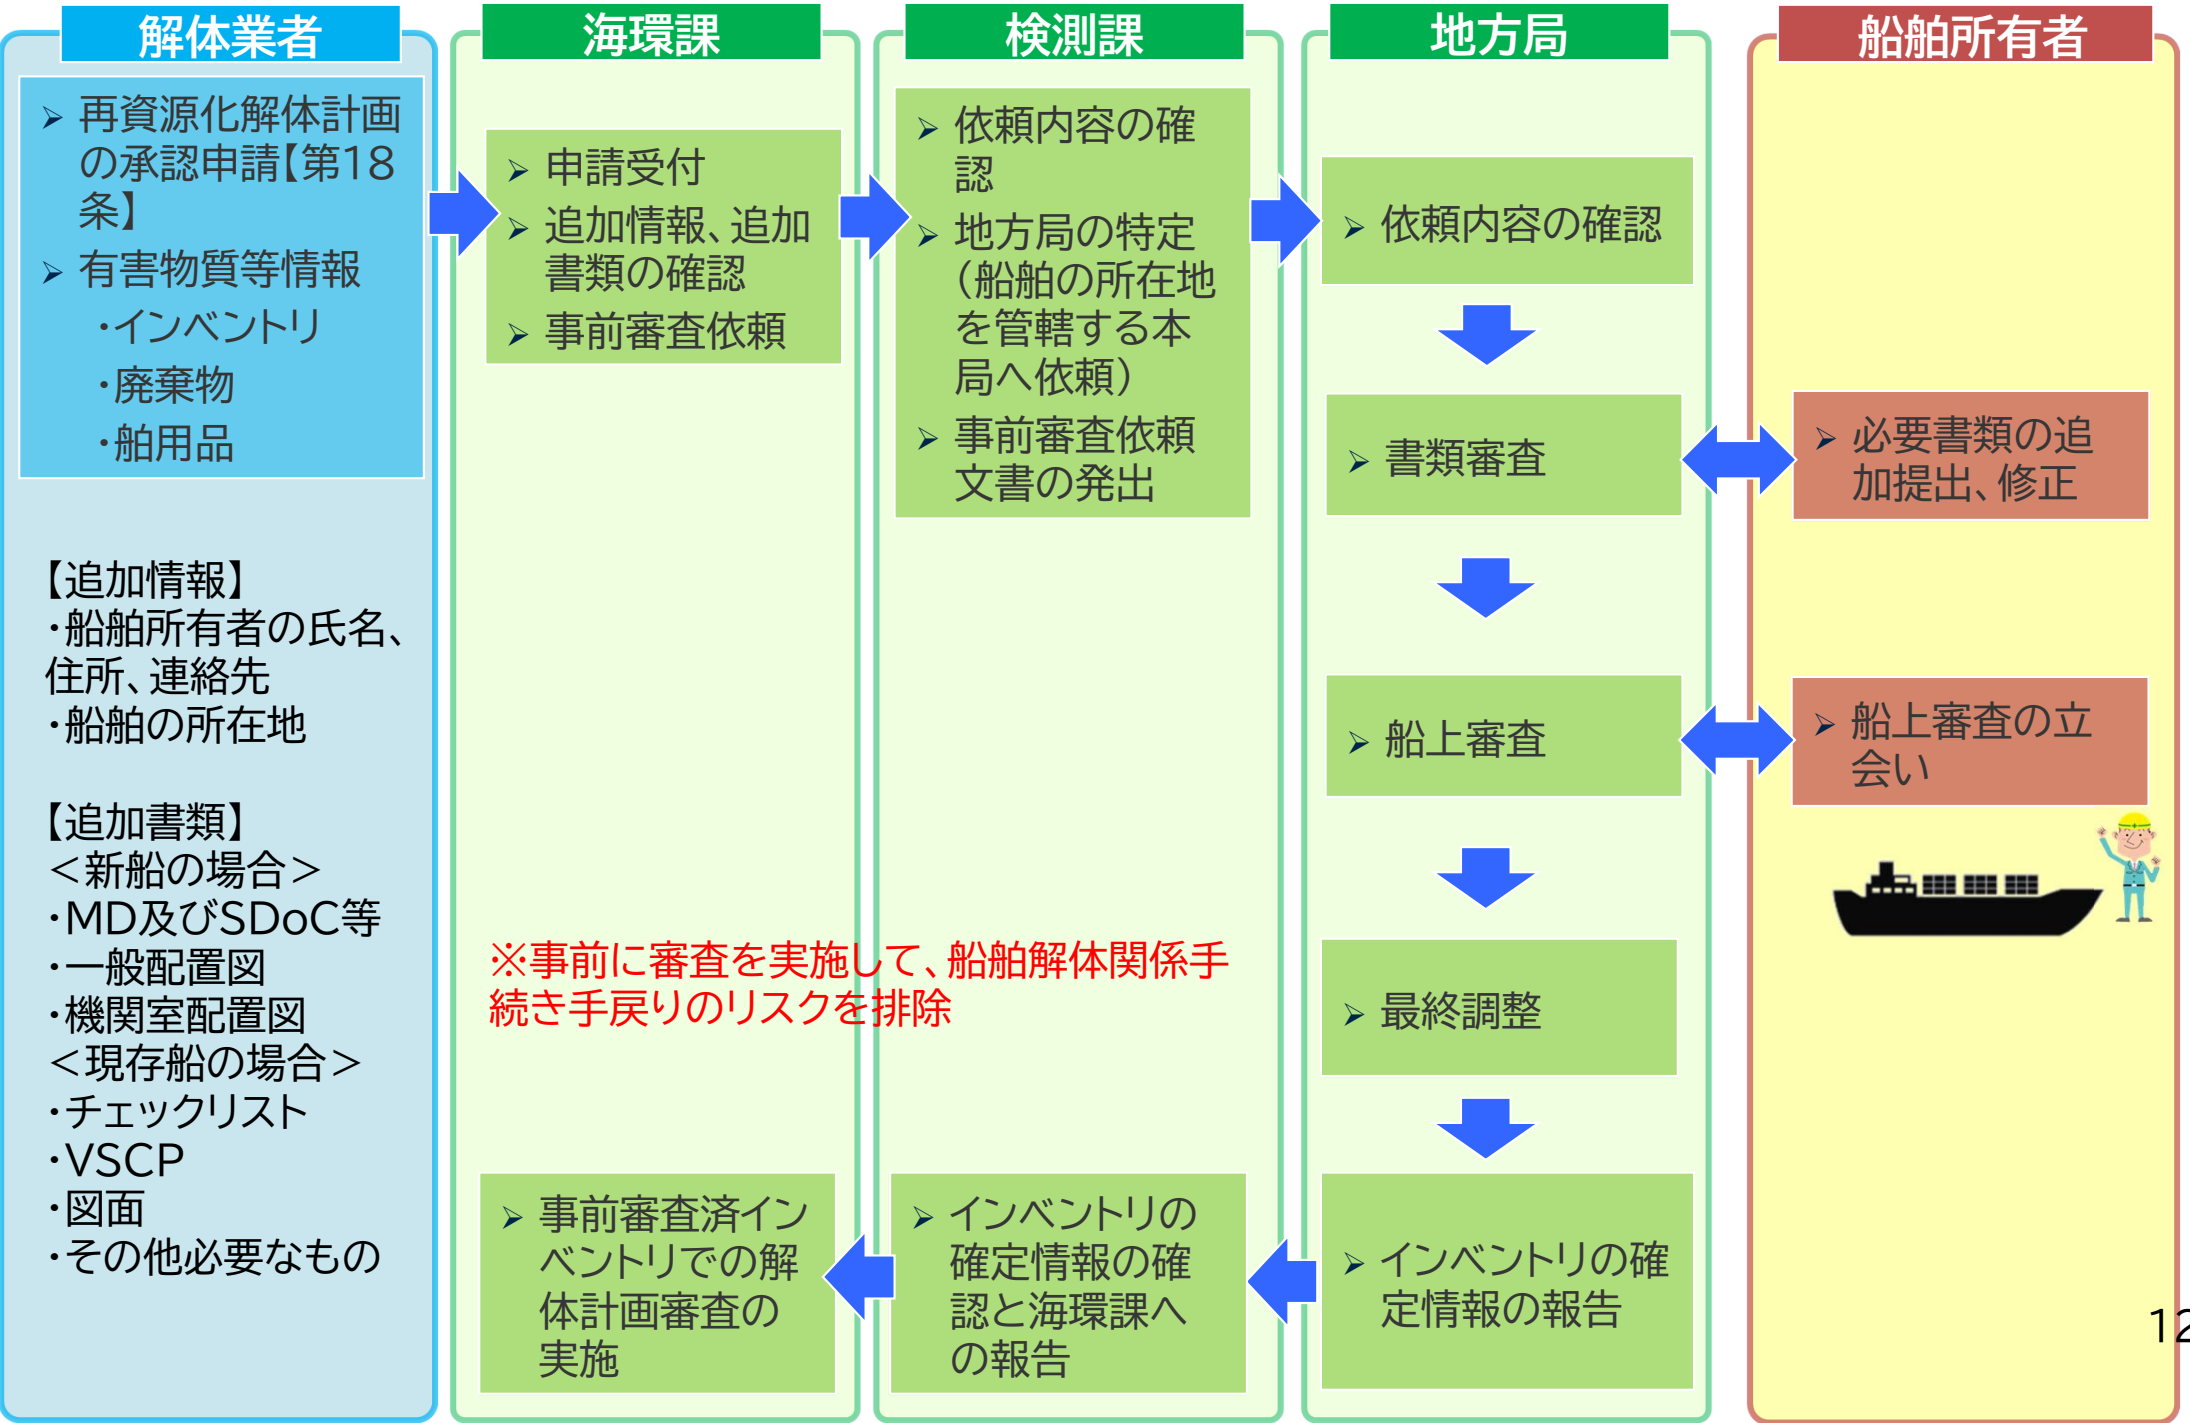 解体業者
➢ 再資源化解体計画
の承認申請【第18
条】
➢ 有害物質等情報
・インベントリ
・廃棄物
・舶用品
【追加情報】
・船舶所有者の氏名、
住所、連絡先
・船舶の所在地
【追加書類】
＜新船の場合＞
・MD及びSDoC等
・一般配置図
・機関室配置図
＜現存船の場合＞
・チェックリスト
・VSCP
・図面
・その他必要なもの
海環課
➢ 申請受付
➢ 追加情報、追加
書類の確認
➢ 事前審査依頼
検測課
➢ 依頼内容の確
認
➢ 地方局の特定
（船舶の所在地
を管轄する本
局へ依頼）
➢ 事前審査依頼
文書の発出
地方局
➢ 依頼内容の確認
➢ 書類審査
➢ 船上審査
➢ 最終調整
➢ インベントリの確
定情報の報告
船舶所有者
➢ 必要書類の追
加提出、修正
➢ 船上審査の立
会い
※事前に審査を実施して、船舶解体関係手
続き手戻りのリスクを排除
➢ インベントリの
確定情報の確
認と海環課へ
の報告
➢ 事前審査済イン
ベントリでの解
体計画審査の
実施
12